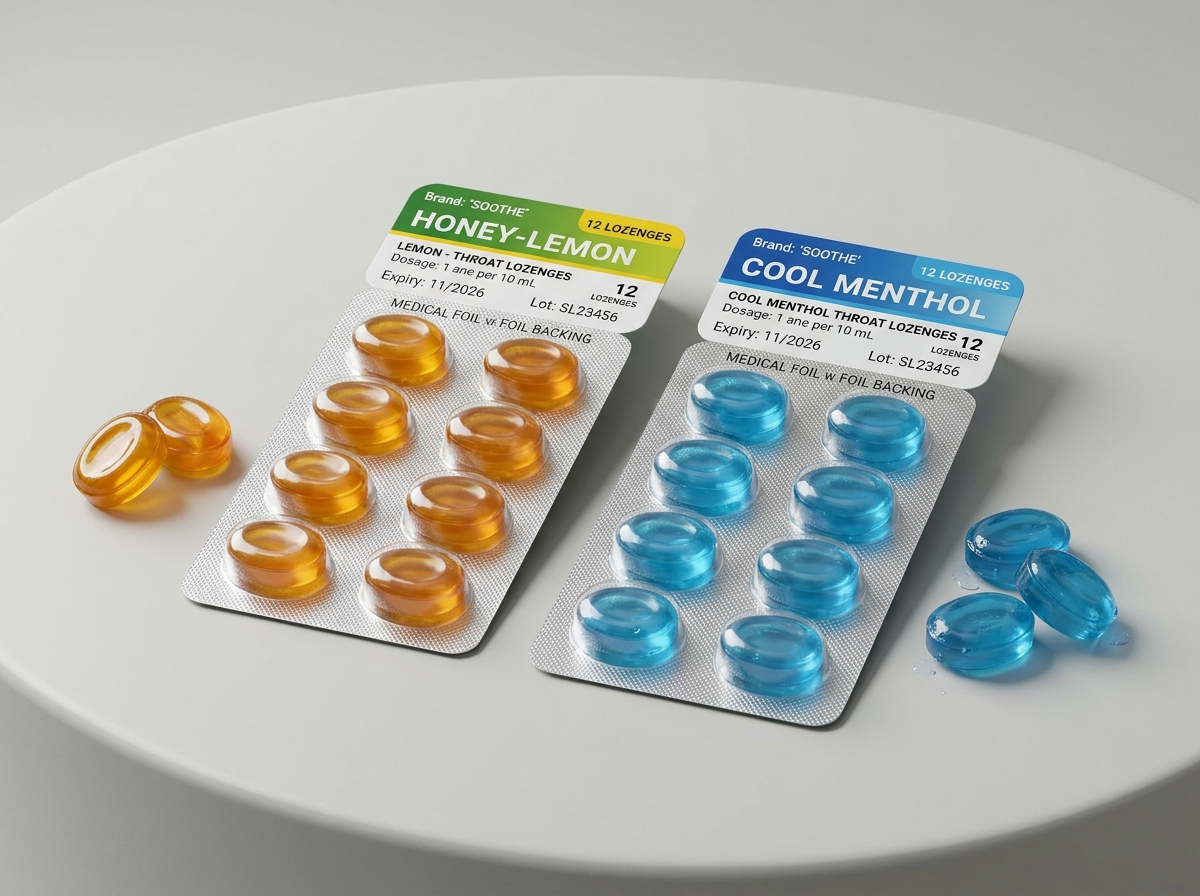 Brand: 'SOOTHE'
12 LOZENGES
HONEY-LEMON
LEMON - THROAT LOZENGES
Dosage: 1 ane per 10 mL
12
LOZENGES
Expiry: 11/2026
Lot: SL23456
MEDICAL FOIL w FOIL BACKING
Brand: 'SOOTHE'
12 LOZENGES
COOL MENTHOL
COOL MENTHOL THROAT LOZENGES
Dosage: 1 ane per 10 mL
12
LOZENGES
Expiry: 11/2026
Lot: SL23456
MEDICAL FOIL w FOIL BACKING